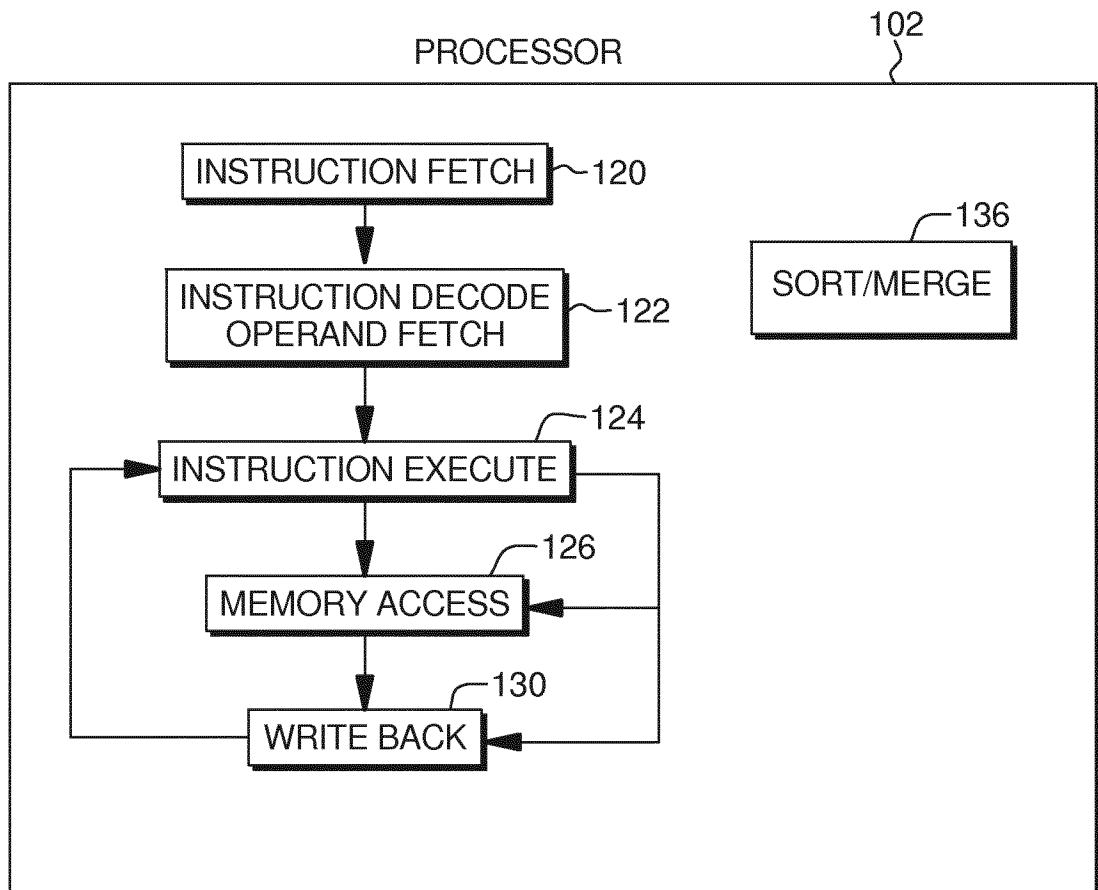 PROCESSOR
102
INSTRUCTION FETCH
120
136
SORT/MERGE
INSTRUCTION DECODE
OPERAND FETCH
122
124
INSTRUCTION EXECUTE
126
MEMORY ACCESS
130
WRITE BACK